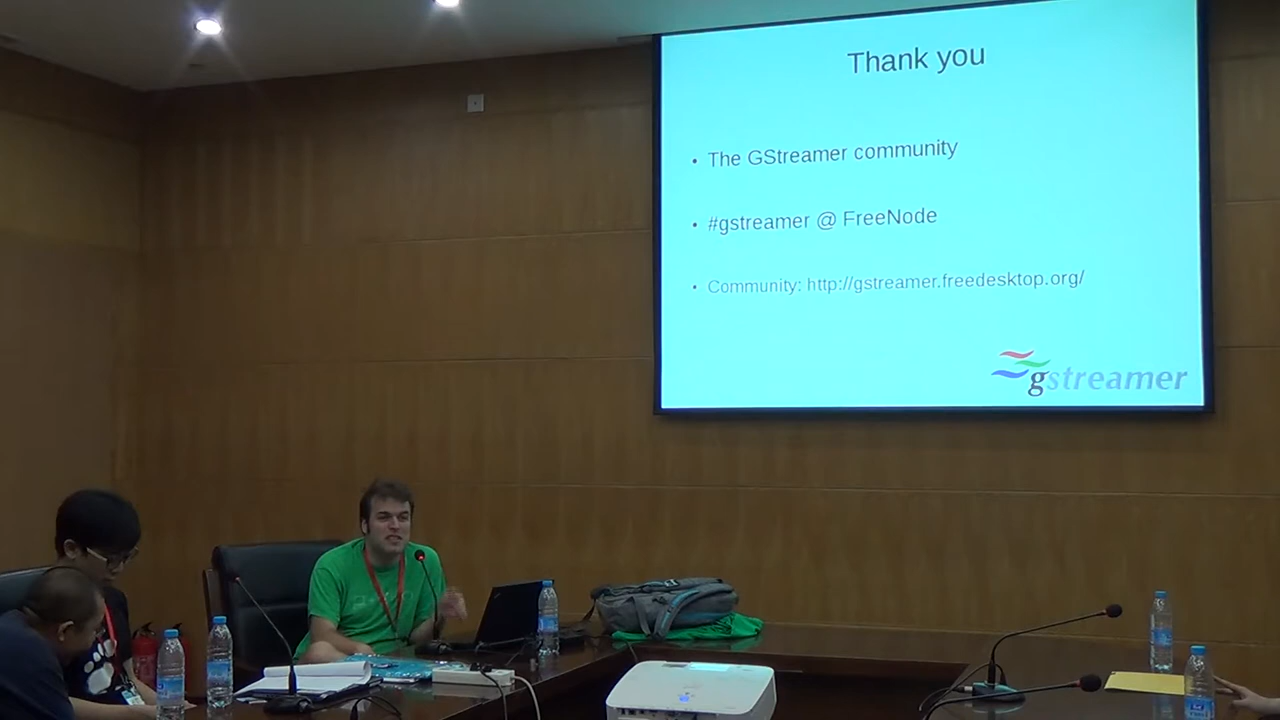 Thank you
• The GStreamer community
• #gstreamer @ FreeNode
• Community: http://gstreamer.freedesktop.org/
gstreamer